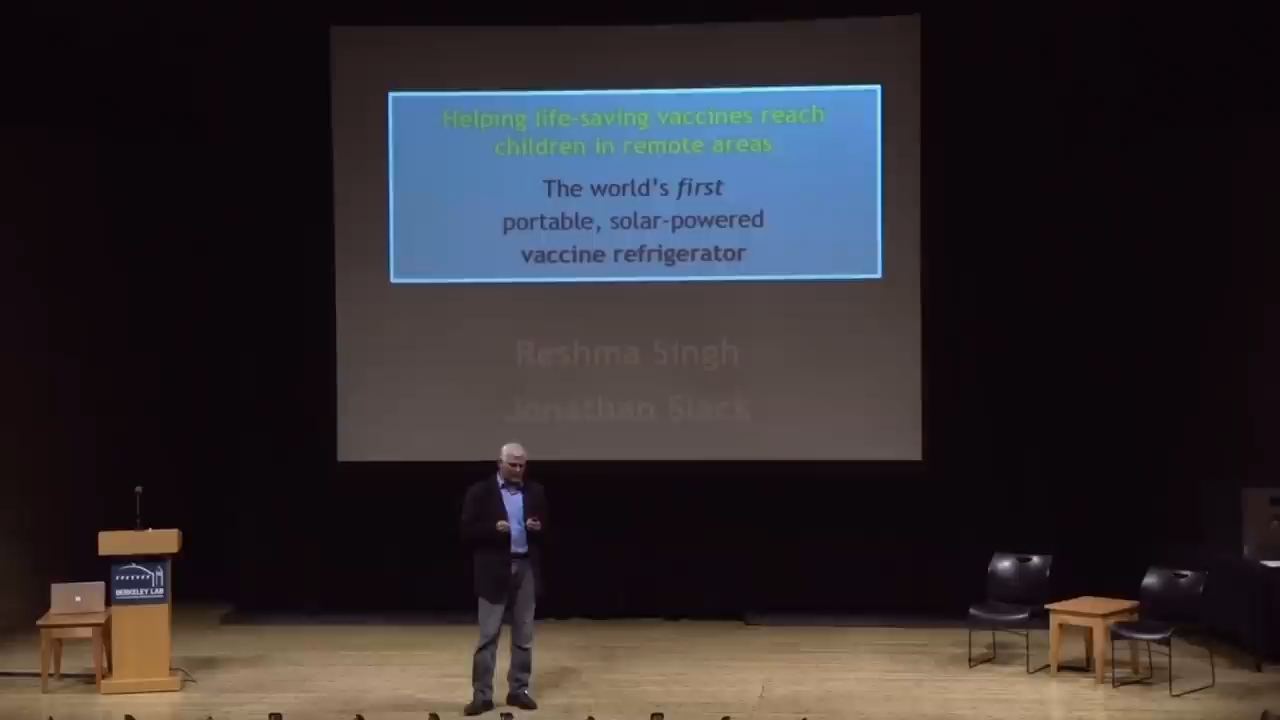 Helping life-saving vaccines reach
children in remote areas
The world's first
portable, solar-powered
vaccine refrigerator
Reshma Singh
Jonathan Slack
BERKELEY LAB